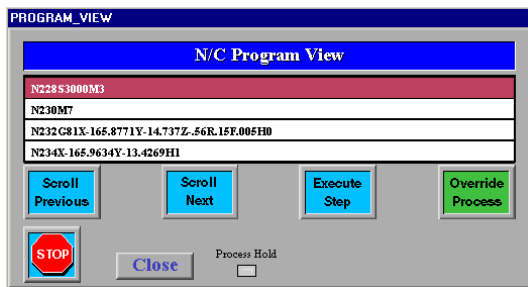 PROGRAM_VIEW
N/C Program View
N228S3000M3
N230M7
N232G81X-165.8771Y-14.737Z-.56R.15F.005H0
N234X-165.9634Y-13.4269H1
Scroll
Previous
Scroll
Next
Execute
Step
Override
Process
STOP
Close
Process Hold